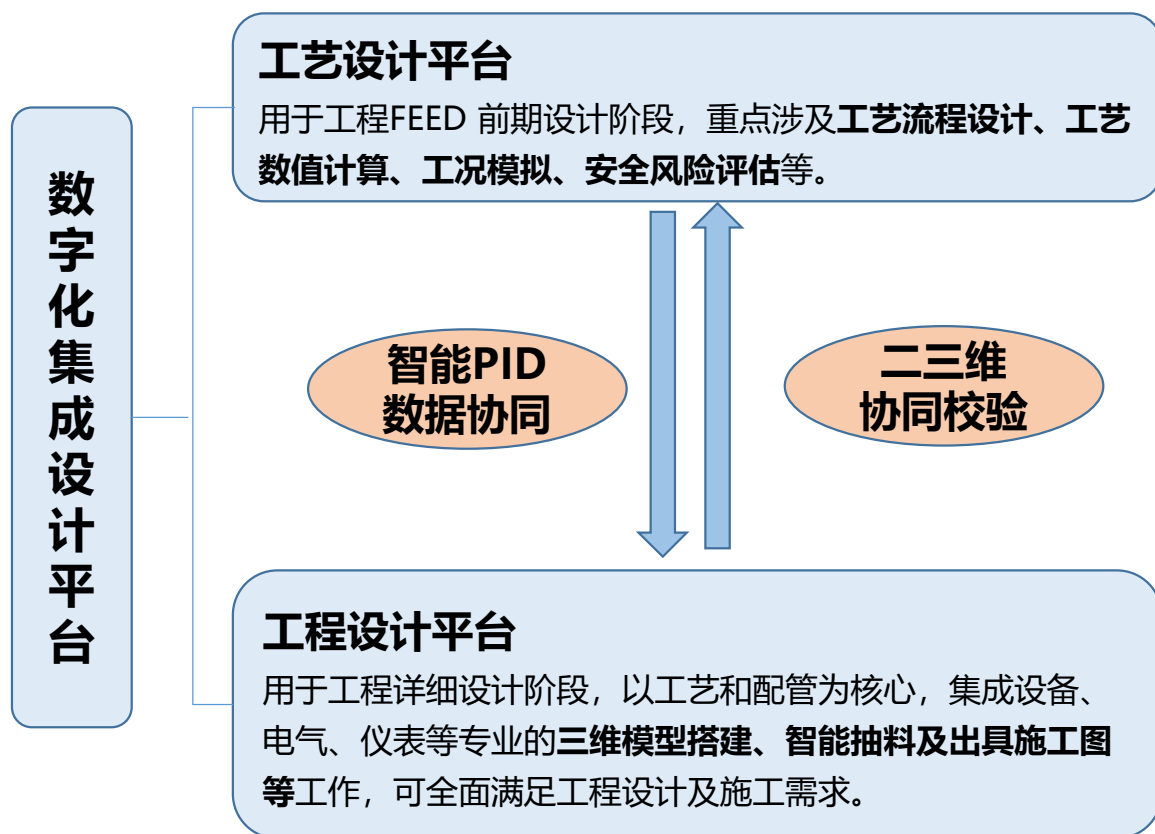 数字化集成设计平台
工艺设计平台
用于工程FEED 前期设计阶段，重点涉及工艺流程设计、工艺
数值计算、工况模拟、安全风险评估等。
智能PID
数据协同
二三维
协同校验
工程设计平台
用于工程详细设计阶段，以工艺和配管为核心，集成设备、
电气、仪表等专业的三维模型搭建、智能抽料及出具施工图
等工作，可全面满足工程设计及施工需求。